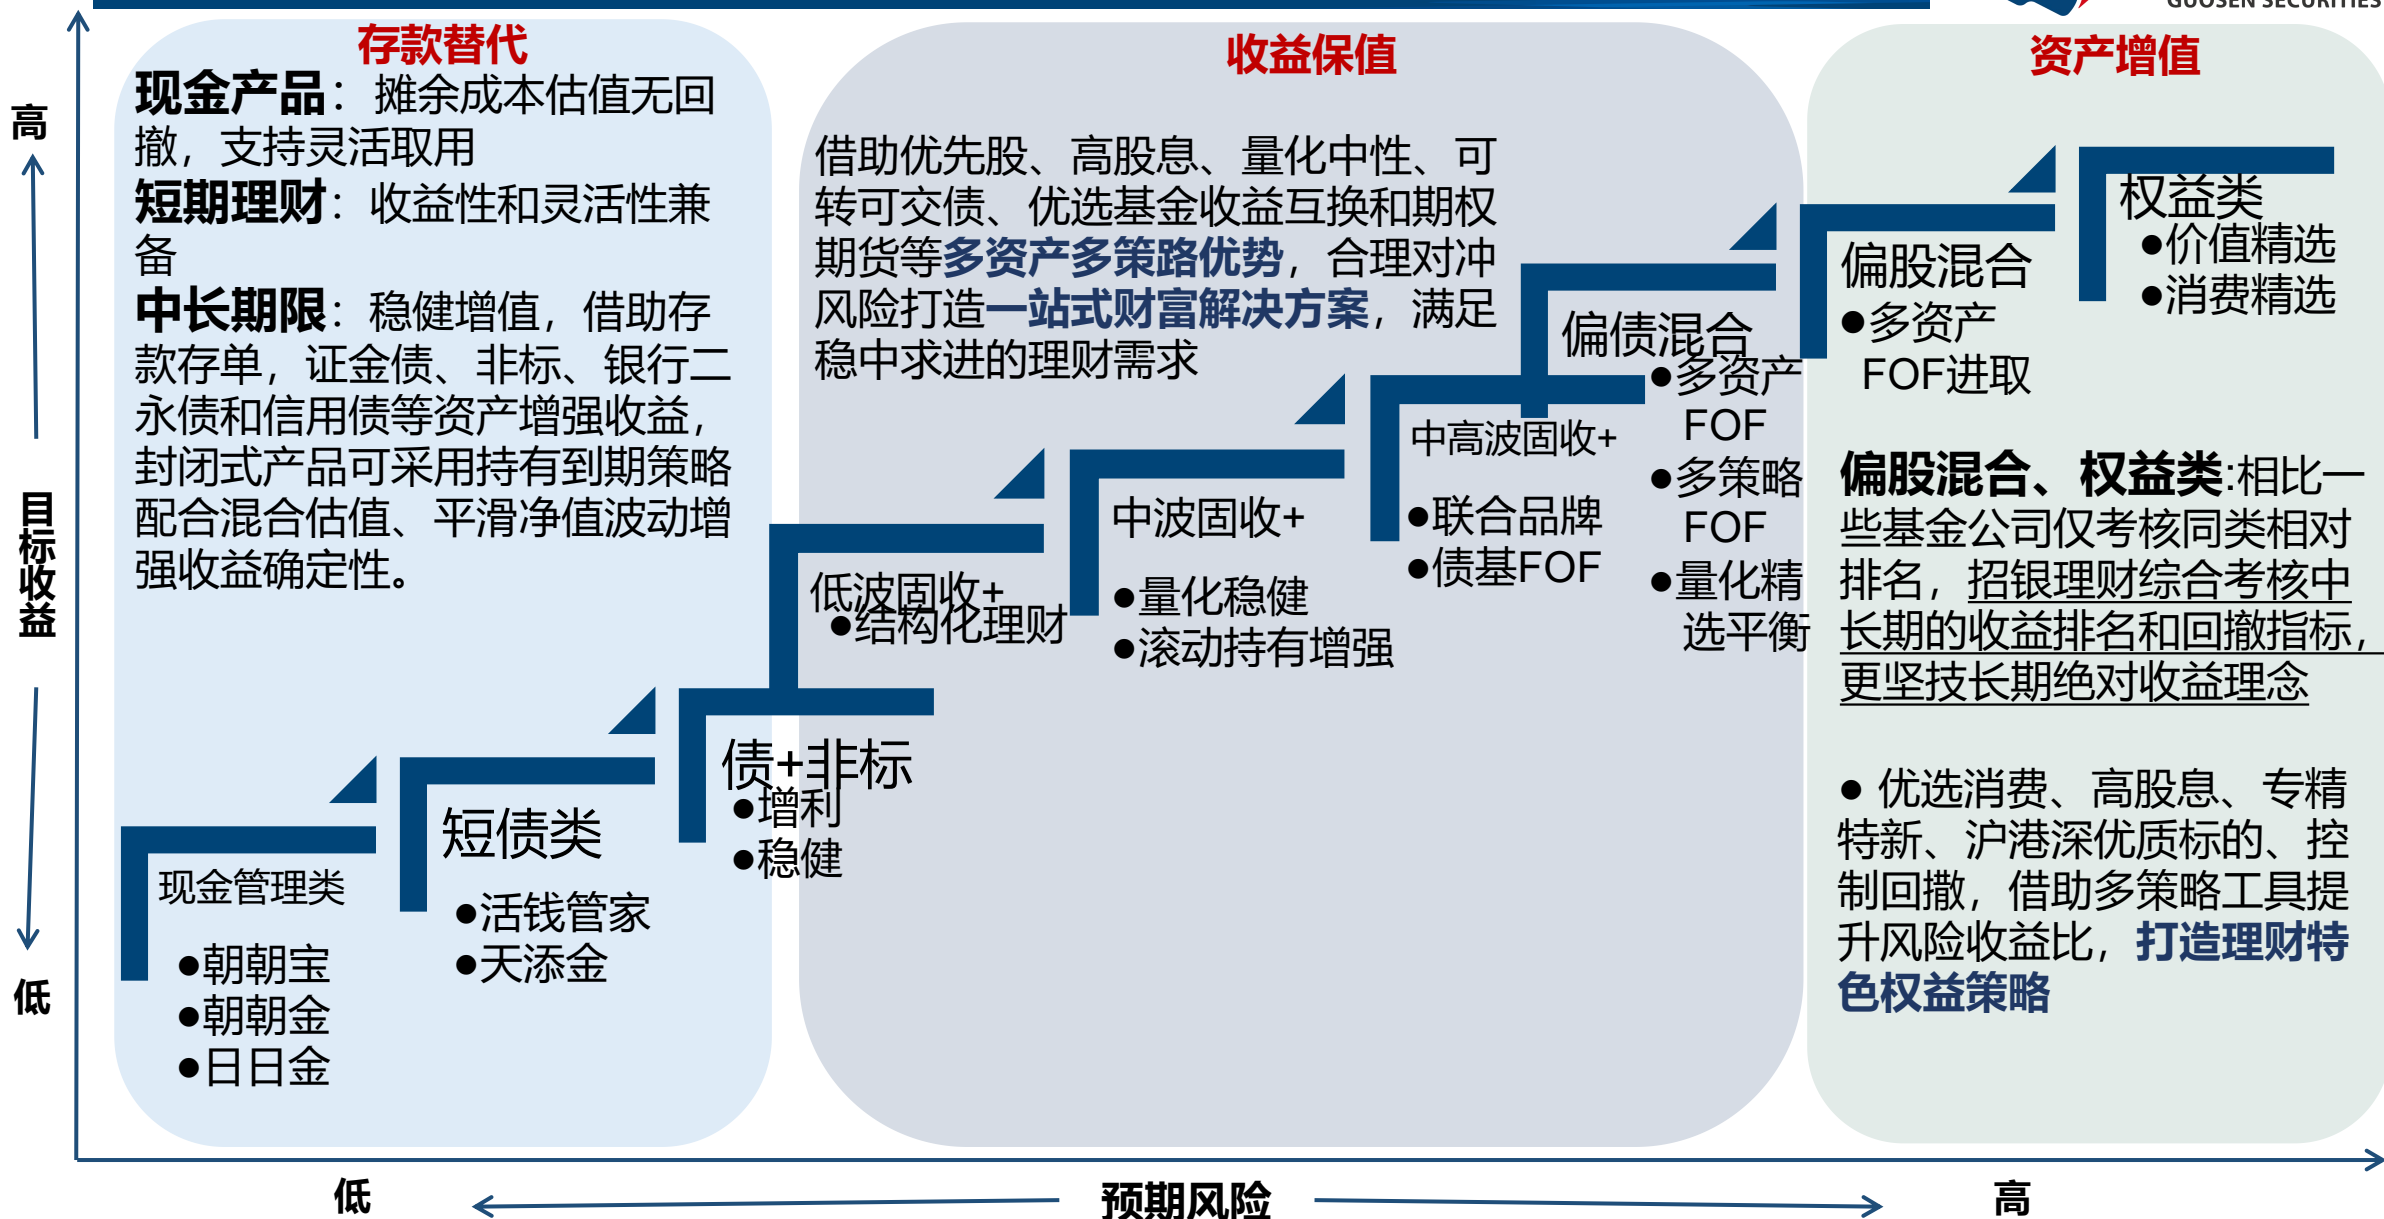 GUOSEN SECURITIES
存款替代
现金产品：摊余成本估值无回
撤，支持灵活取用
短期理财：收益性和灵活性兼
备
中长期限：稳健增值，借助存
款存单，证金债、非标、银行二
永债和信用债等资产增强收益，
封闭式产品可采用持有到期策略
配合混合估值、平滑净值波动增
强收益确定性。
收益保值
借助优先股、高股息、量化中性、可
转可交债、优选基金收益互换和期权
期货等多资产多策略优势，合理对冲
风险打造一站式财富解决方案，满足
稳中求进的理财需求
资产增值
权益类
●价值精选
●消费精选
偏股混合
●多资产
FOF进取
偏债混合
●多资产
FOF
●多策略
FOF
●量化精
选平衡
中高波固收+
●联合品牌
●债基FOF
中波固收+
●量化稳健
●滚动持有增强
低波固收+
●结构化理财
债+非标
●增利
●稳健
短债类
●活钱管家
●天添金
现金管理类
●朝朝宝
●朝朝金
●日日金
偏股混合、权益类:相比一
些基金公司仅考核同类相对
排名，招银理财综合考核中
长期的收益排名和回撤指标，
更坚技长期绝对收益理念
● 优选消费、高股息、专精
特新、沪港深优质标的、控
制回撤，借助多策略工具提
升风险收益比，打造理财特
色权益策略
高
目标收益
低
低
预期风险
高